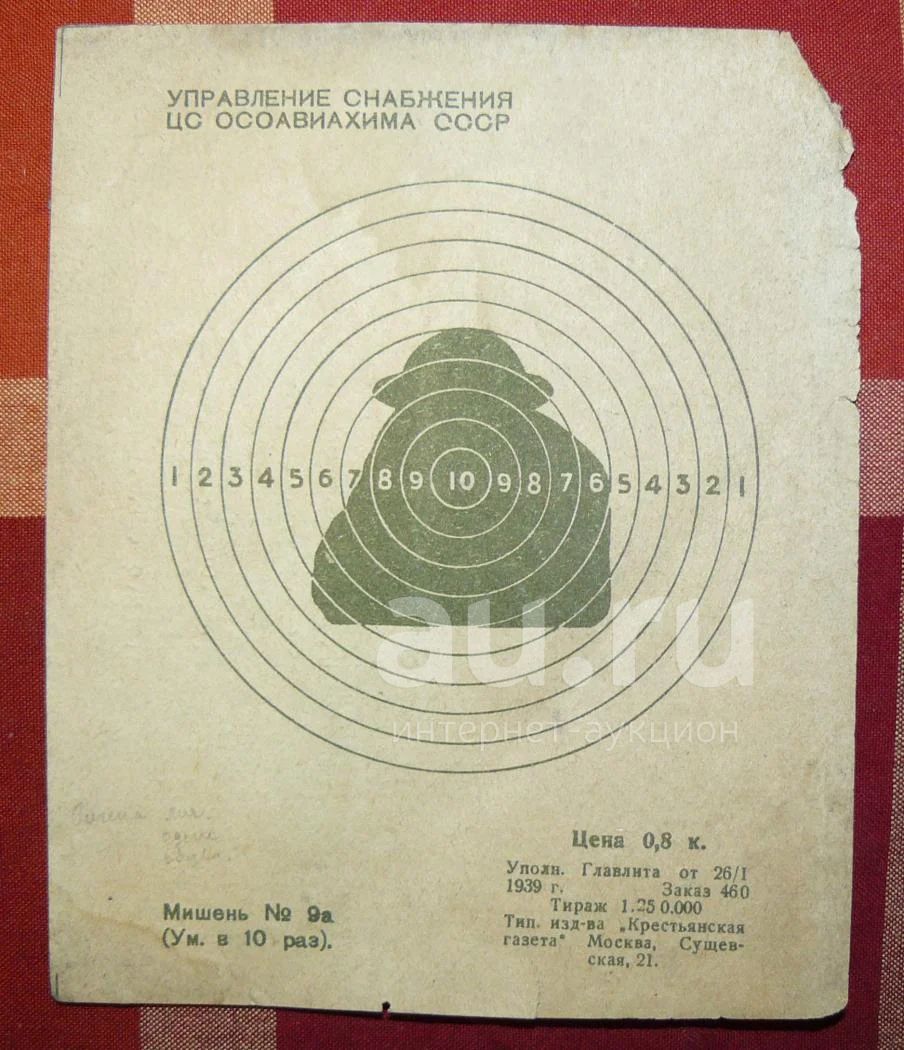 УПРАВЛЕНИЕ СНАБЖЕНИЯ
ЦС ОСОАВИАХИМА СССР
1 2 3 4 5 6 7 8 9 10 9 8 7 6 5 4 3 2 1
au.ru
интернет-аукцион
Цена 0,8 к.
Уполн. Главлита от 26/I
1939 г. Заказ 460
Тираж 1.250.000
Тип. изд-ва „Крестьянская
газета" Москва, Сущев-
ская, 21.
Мишень № 9а
(Ум. в 10 раз).